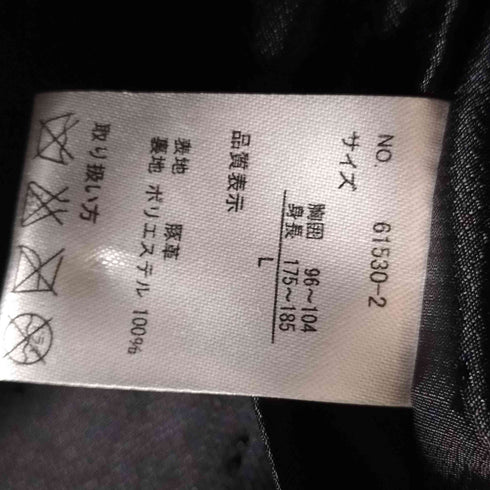 NO. 61530-2
サイズ
胸囲 96～104
身長 175～185
L
品質表示
表地 豚革
裏地 ポリエステル 100%
取り扱い方